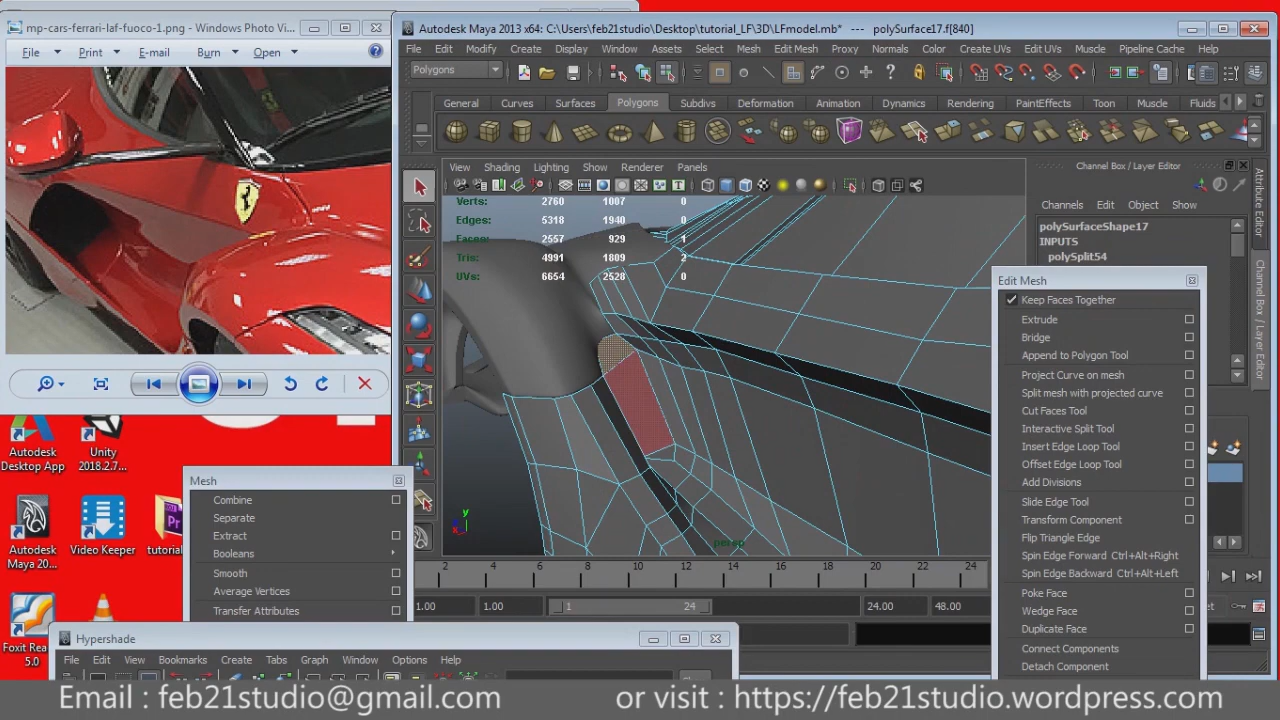 mp-cars-ferrari-laf-fuoco-1.png - Windows Photo Vi...
File Print E-mail Burn Open
Autodesk Maya 2013 x64: C:\Users\feb21studio\Desktop\tutorial_LF\3D\LFmodel.mb* --- polySurface17.f[840]
File Edit Modify Create Display Window Assets Select Mesh Edit Mesh Proxy Normals Color Create UVs Edit UVs Muscle Pipeline Cache Help
Polygons
General Curves Surfaces Polygons Subdivs Deformation Animation Dynamics Rendering PaintEffects Toon Muscle Fluids
View Shading Lighting Show Renderer Panels
Verts: 2760 1007 0
Edges: 5318 1940 0
Faces: 2557 929 1
Tris: 4991 1809 2
UVs: 6654 2528 0
persp
y
x
Channel Box / Layer Editor
Channels Edit Object Show
polySurfaceShape17
INPUTS
polySplit54
Attribute Editor
Channel Box / Layer Editor
Edit Mesh
Keep Faces Together
Extrude
Bridge
Append to Polygon Tool
Project Curve on mesh
Split mesh with projected curve
Cut Faces Tool
Interactive Split Tool
Insert Edge Loop Tool
Offset Edge Loop Tool
Add Divisions
Slide Edge Tool
Transform Component
Flip Triangle Edge
Spin Edge Forward Ctrl+Alt+Right
Spin Edge Backward Ctrl+Alt+Left
Poke Face
Wedge Face
Duplicate Face
Connect Components
Detach Component
Autodesk Desktop App
Unity 2018.2.7...
Autodesk Maya 20...
Video Keeper
tutorial
Foxit Rea... 5.0
Mesh
Combine
Separate
Extract
Booleans
Smooth
Average Vertices
Transfer Attributes
2 4 6 8 10 12 14 16 18 20 22 24
1.00 1.00 1 24 24.00 48.00
Hypershade
File Edit View Bookmarks Create Tabs Graph Window Options Help
Email : feb21studio@gmail.com or visit : https://feb21studio.wordpress.com